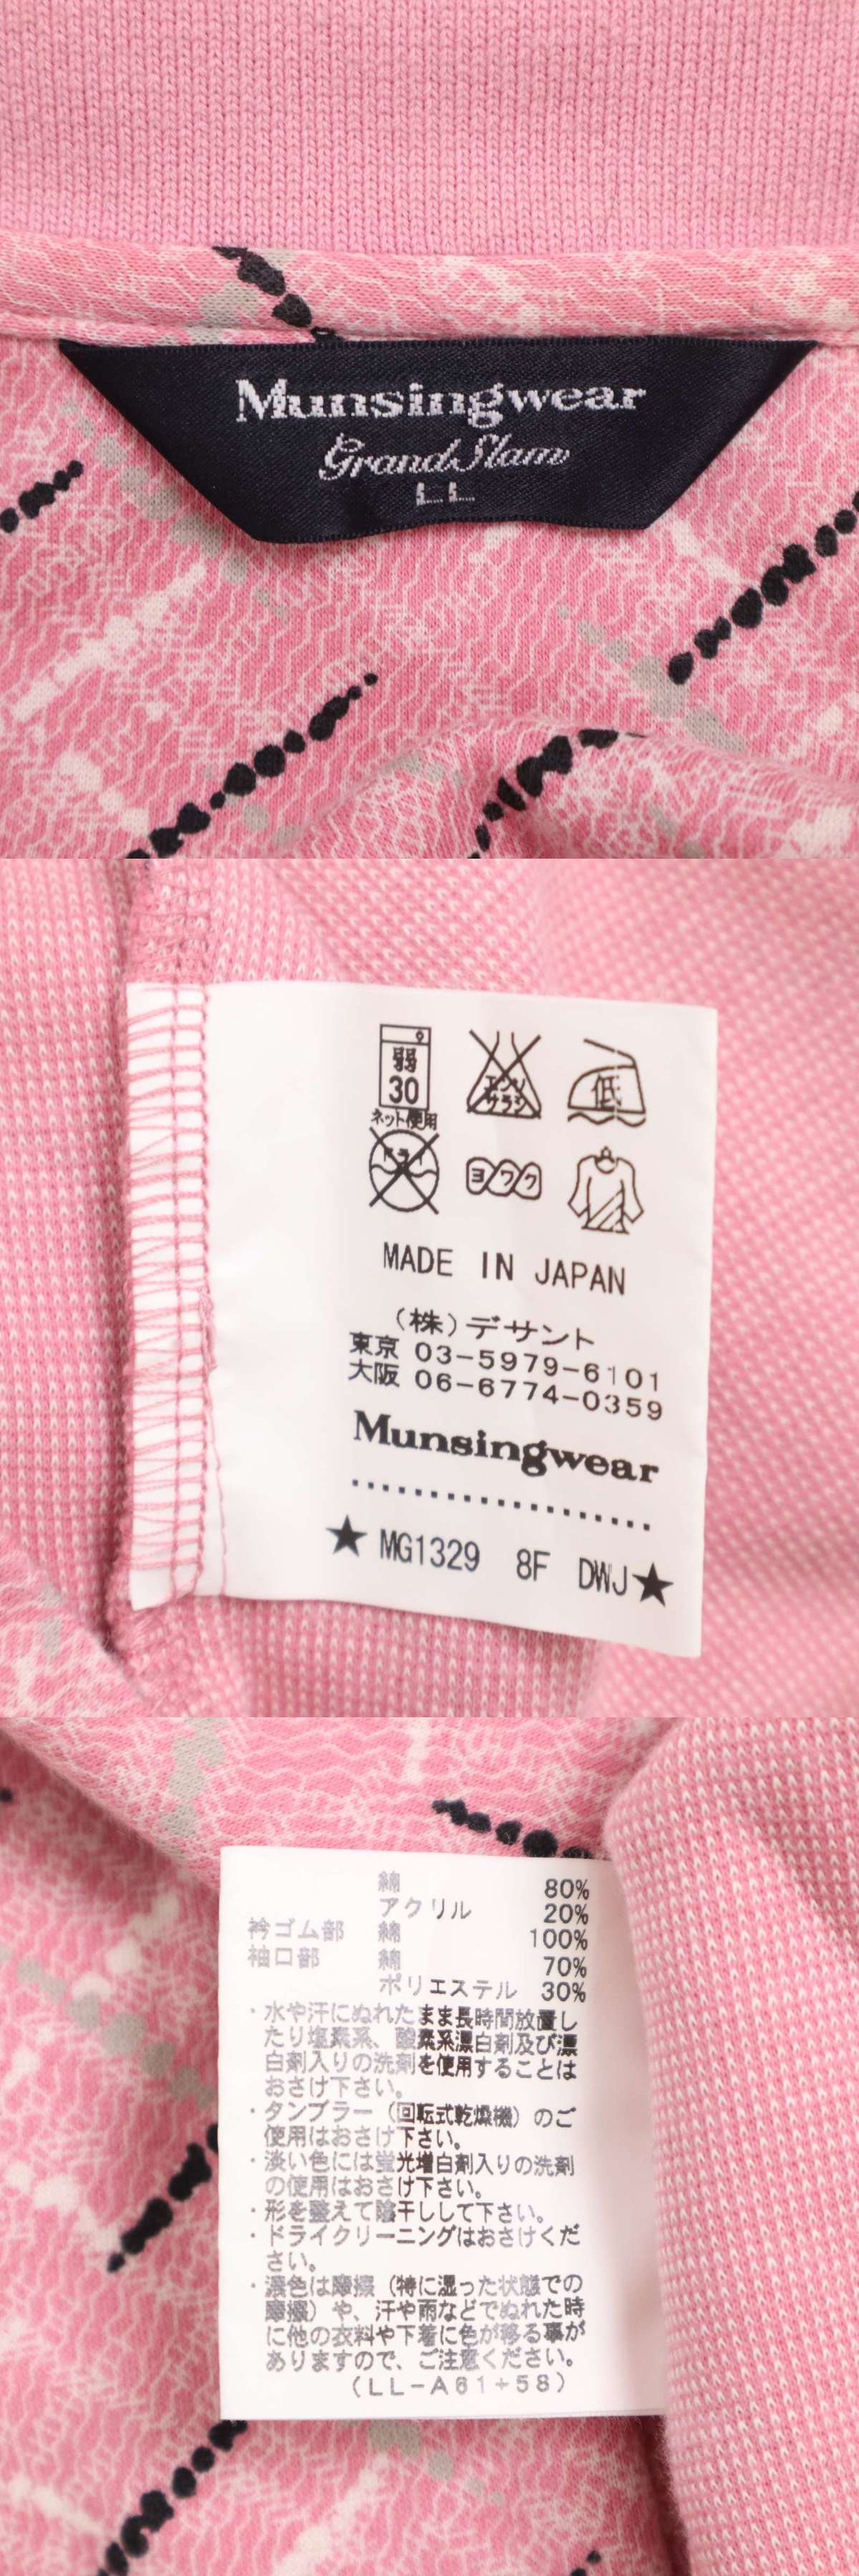 Munsingwear
Grand Slam
LL
弱
30
ネット使用
エンソ
サラシ
低
ドライ
ヨワク
MADE IN JAPAN
(株)デサント
東京 03-5979-6101
大阪 06-6774-0359
Munsingwear
★ MG1329 8F DWJ★
綿 80%
アクリル 20%
衿ゴム部 綿 100%
袖口部 綿 70%
ポリエステル 30%
・水や汗にぬれたまま長時間放置し
たり塩素系、酸素系漂白剤及び漂
白剤入りの洗剤を使用することは
おさけ下さい。
・タンブラー(回転式乾燥機)のご
使用はおさけ下さい。
・淡い色には蛍光増白剤入りの洗剤
の使用はおさけ下さい。
・形を整えて陰干しして下さい。
・ドライクリーニングはおさけくだ
さい。
・濃色は摩擦(特に湿った状態での
摩擦)や、汗や雨などでぬれた時
に他の衣料や下着に色が移る事が
ありますので、ご注意ください。
(LL-A61+58)